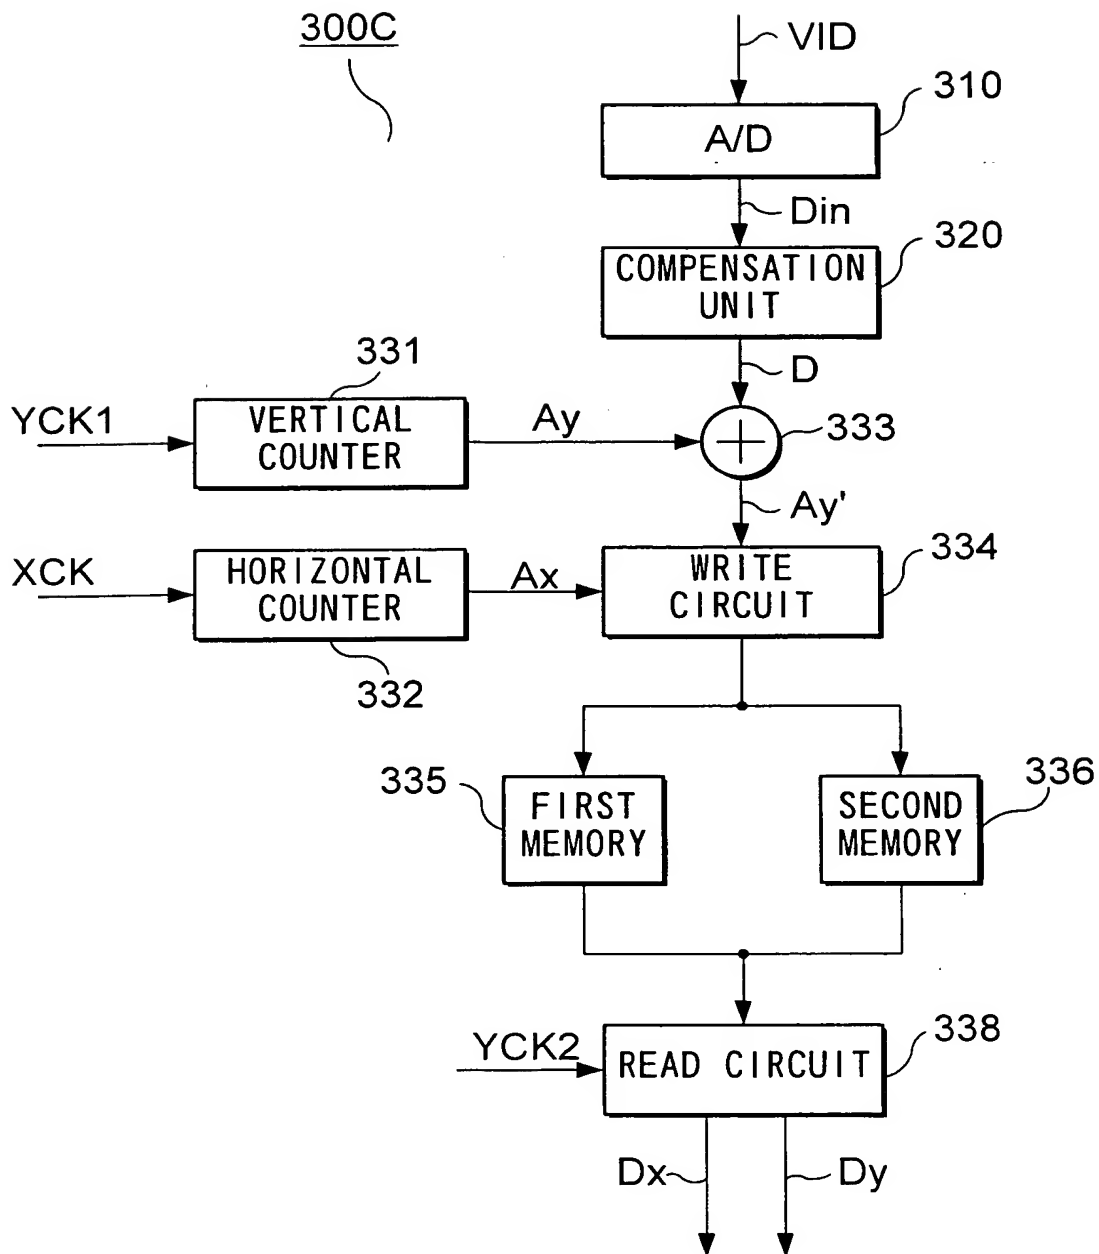 300C
VID
310
A/D
Din
320
COMPENSATION
UNIT
331
D
YCK1
VERTICAL
COUNTER
Ay
333
Ay'
XCK
HORIZONTAL
COUNTER
Ax
WRITE
CIRCUIT
334
332
335
FIRST
MEMORY
SECOND
MEMORY
336
YCK2
READ CIRCUIT
338
Dx
Dy